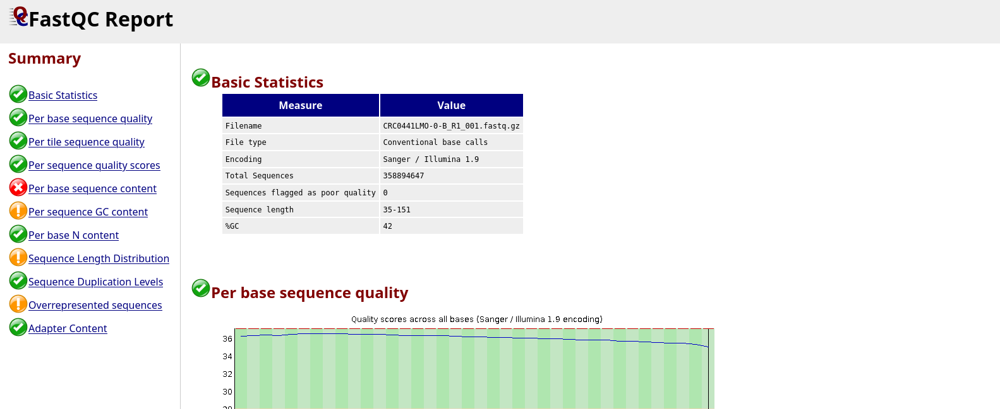 FastQC Report
Summary
Basic Statistics
Per base sequence quality
Per tile sequence quality
Per sequence quality scores
Per base sequence content
Per sequence GC content
Per base N content
Sequence Length Distribution
Sequence Duplication Levels
Overrepresented sequences
Adapter Content
Basic Statistics
Measure Value
Filename CRC0441LMO-0-B_R1_001.fastq.gz
File type Conventional base calls
Encoding Sanger / Illumina 1.9
Total Sequences 358894647
Sequences flagged as poor quality 0
Sequence length 35-151
%GC 42
Per base sequence quality
Quality scores across all bases (Sanger / Illumina 1.9 encoding)
36
34
32
30